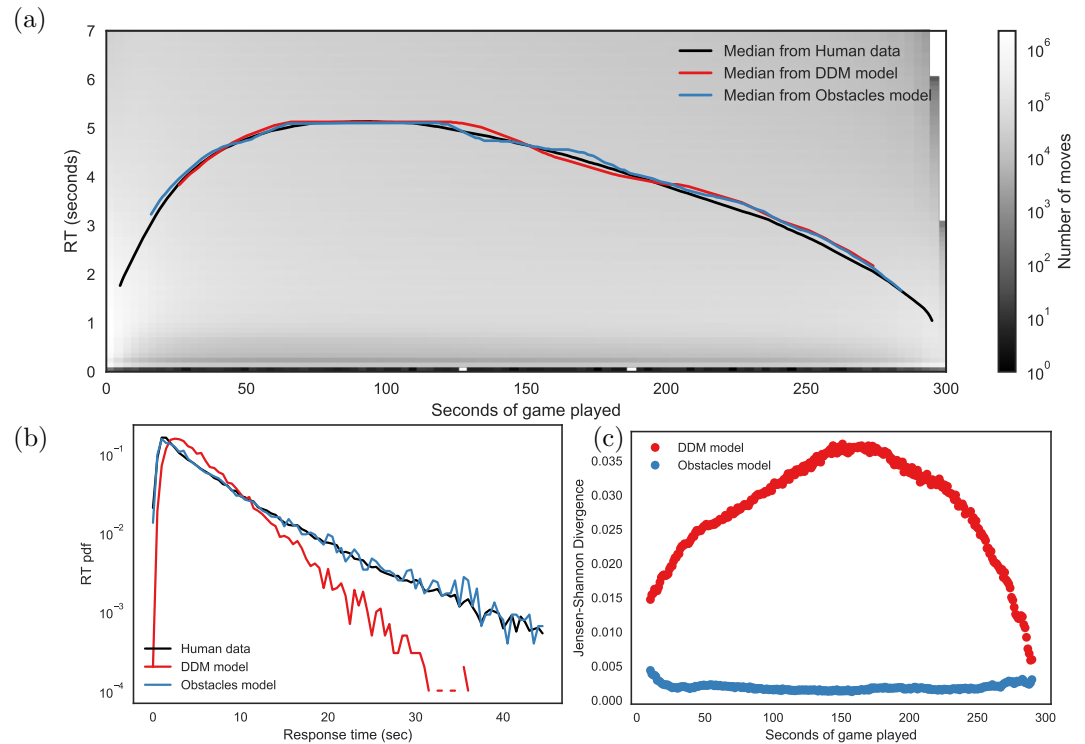 (a)
7
6
5
4
3
2
1
0
RT (seconds)
Median from Human data
Median from DDM model
Median from Obstacles model
0 50 100 150 200 250 300
Seconds of game played
10^6
10^5
10^4
10^3
10^2
10^1
10^0
Number of moves
(b)
10^-1
10^-2
10^-3
10^-4
RT pdf
Human data
DDM model
Obstacles model
0 10 20 30 40
Response time (sec)
(c)
DDM model
Obstacles model
0.035
0.030
0.025
0.020
0.015
0.010
0.005
0.000
Jensen-Shannon Divergence
0 50 100 150 200 250 300
Seconds of game played